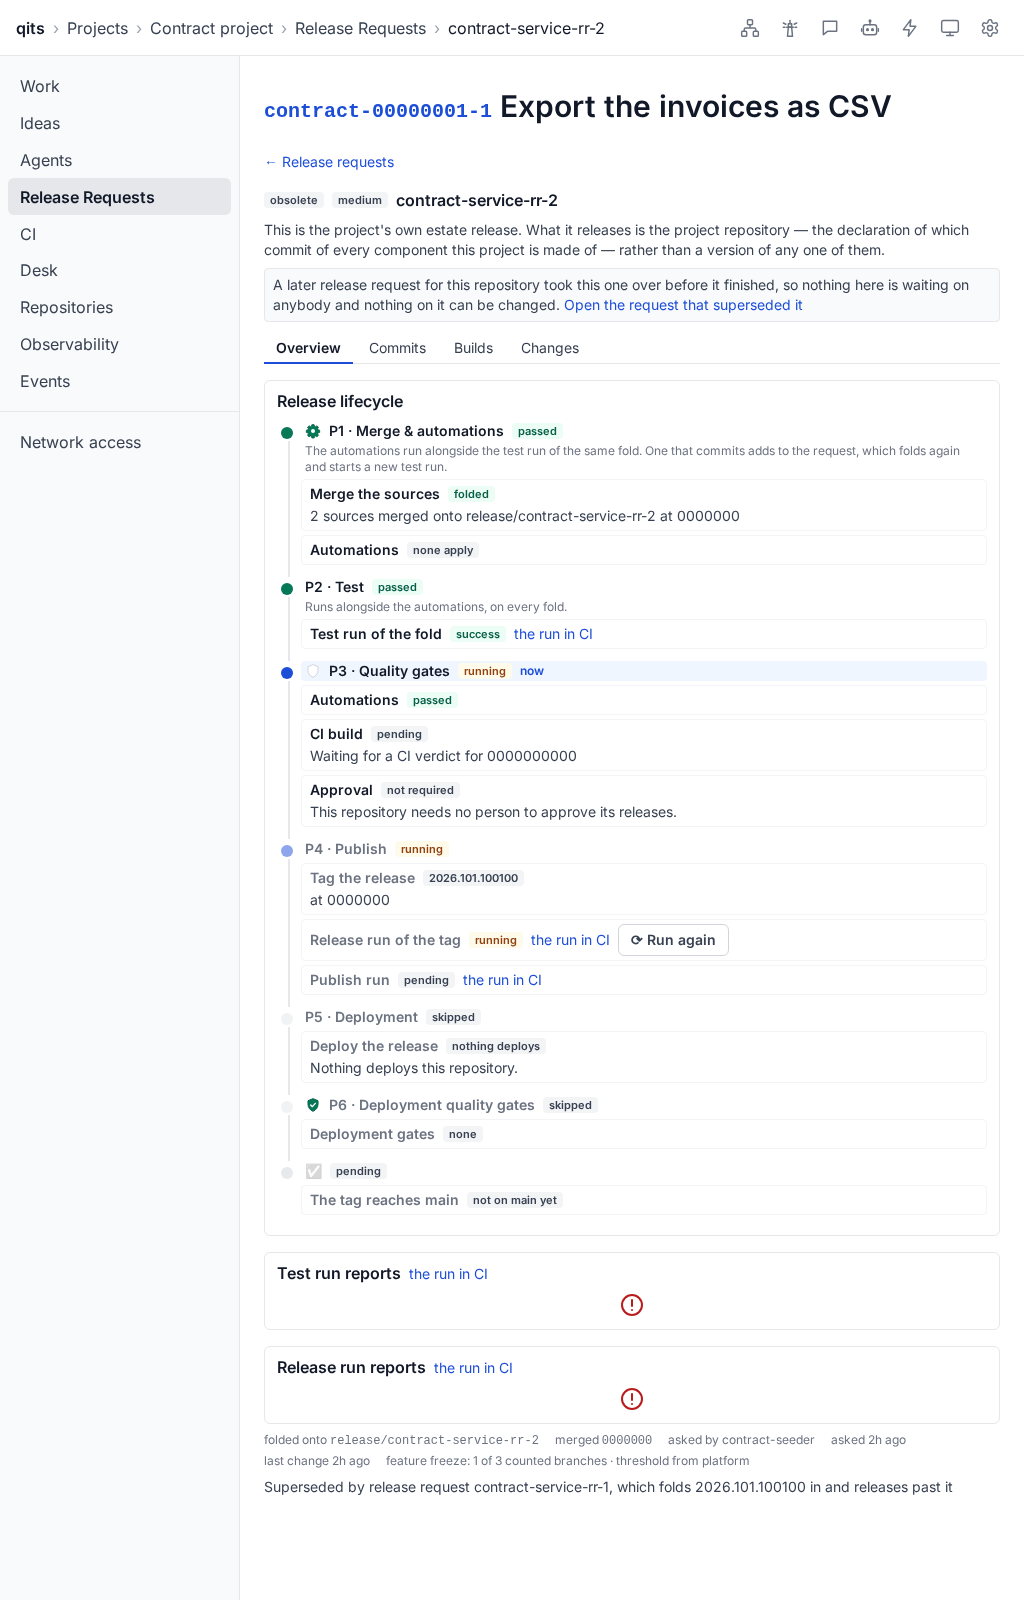 qits › Projects › Contract project › Release Requests › contract-service-rr-2
Work
Ideas
Agents
Release Requests
CI
Desk
Repositories
Observability
Events
Network access
contract-00000001-1 Export the invoices as CSV
← Release requests
obsolete medium contract-service-rr-2
This is the project's own estate release. What it releases is the project repository — the declaration of which
commit of every component this project is made of — rather than a version of any one of them.
A later release request for this repository took this one over before it finished, so nothing here is waiting on
anybody and nothing on it can be changed. Open the request that superseded it
Overview Commits Builds Changes
Release lifecycle
P1 · Merge & automations passed
The automations run alongside the test run of the same fold. One that commits adds to the request, which folds again
and starts a new test run.
Merge the sources folded
2 sources merged onto release/contract-service-rr-2 at 0000000
Automations none apply
P2 · Test passed
Runs alongside the automations, on every fold.
Test run of the fold success the run in CI
P3 · Quality gates running now
Automations passed
CI build pending
Waiting for a CI verdict for 0000000000
Approval not required
This repository needs no person to approve its releases.
P4 · Publish running
Tag the release 2026.101.100100
at 0000000
Release run of the tag running the run in CI ⟳ Run again
Publish run pending the run in CI
P5 · Deployment skipped
Deploy the release nothing deploys
Nothing deploys this repository.
P6 · Deployment quality gates skipped
Deployment gates none
pending
The tag reaches main not on main yet
Test run reports the run in CI
Release run reports the run in CI
folded onto release/contract-service-rr-2 merged 0000000 asked by contract-seeder asked 2h ago
last change 2h ago feature freeze: 1 of 3 counted branches · threshold from platform
Superseded by release request contract-service-rr-1, which folds 2026.101.100100 in and releases past it